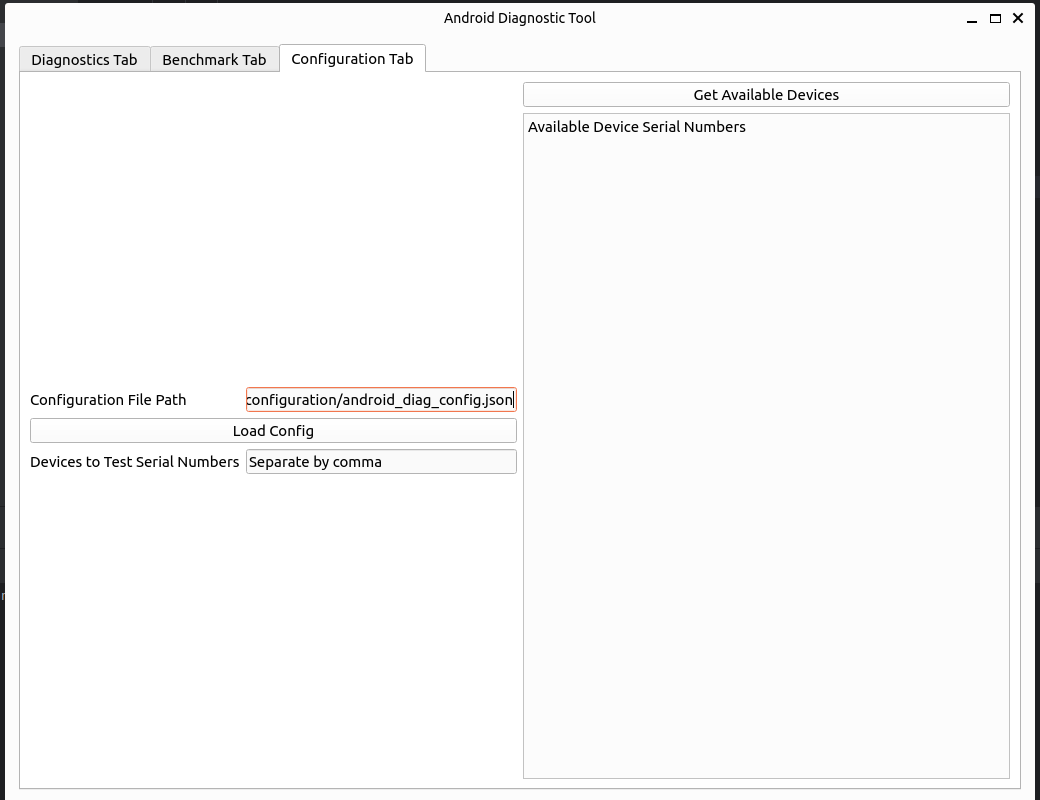 Android Diagnostic Tool
Diagnostics Tab Benchmark Tab Configuration Tab
Get Available Devices
Available Device Serial Numbers
Configuration File Path configuration/android_diag_config.json
Load Config
Devices to Test Serial Numbers Separate by comma